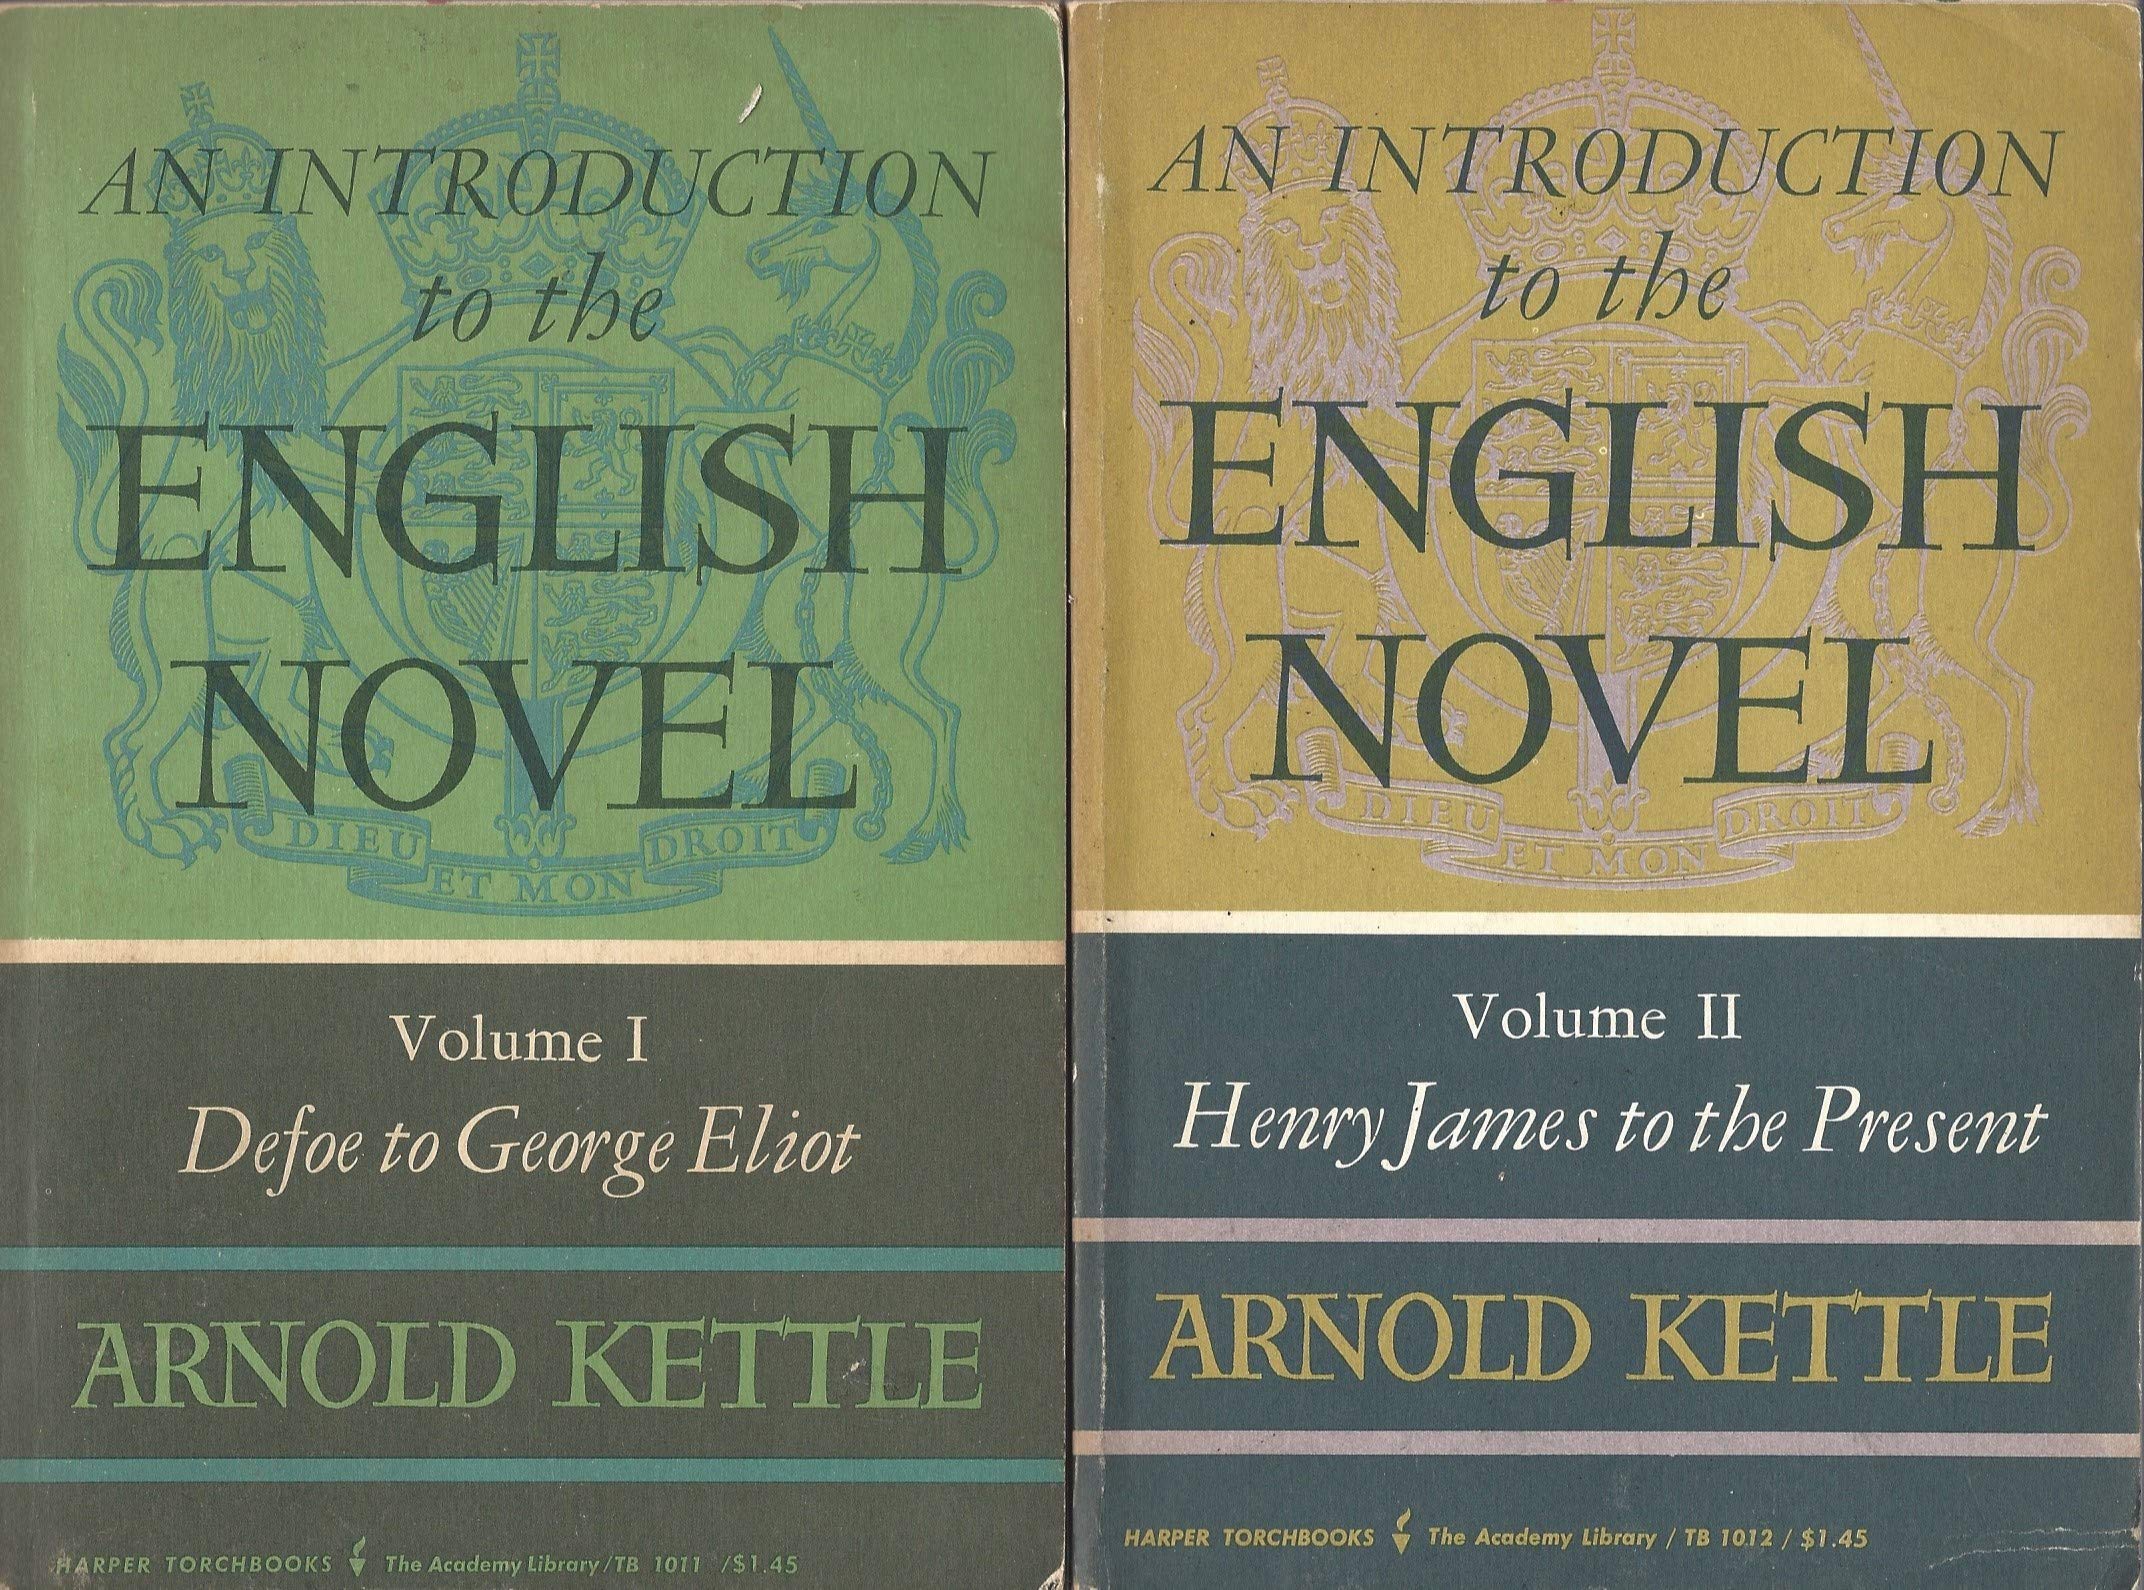 AN INTRODUCTION
to the
ENGLISH
NOVEL
DIEU
ET MON
DROIT
Volume I
Defoe to George Eliot
ARNOLD KETTLE
HARPER TORCHBOOKS The Academy Library / TB 1011 / $1.45
AN INTRODUCTION
to the
ENGLISH
NOVEL
DIEU
ET MON
DROIT
Volume II
Henry James to the Present
ARNOLD KETTLE
HARPER TORCHBOOKS The Academy Library / TB 1012 / $1.45